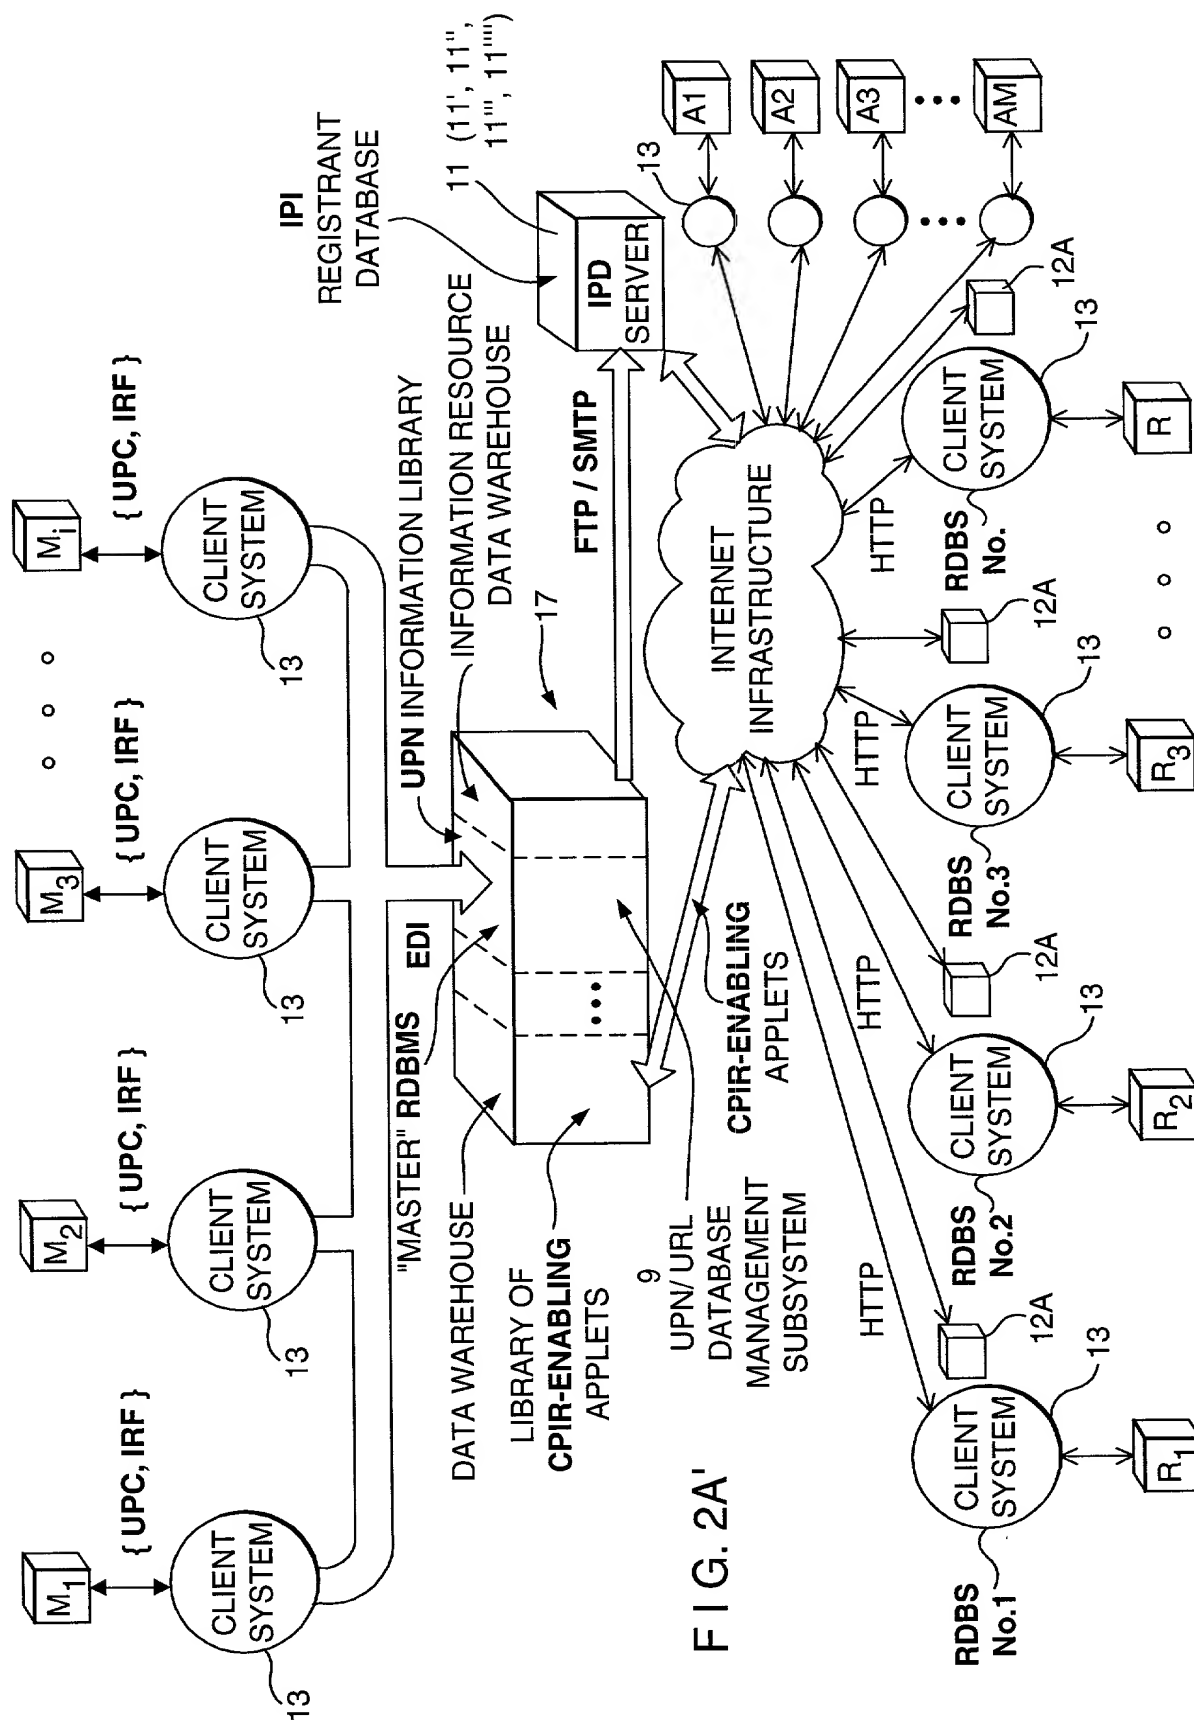 M1
M2
M3
Mi
{ UPC, IRF }
{ UPC, IRF }
{ UPC, IRF }
{ UPC, IRF }
CLIENT
SYSTEM
CLIENT
SYSTEM
CLIENT
SYSTEM
CLIENT
SYSTEM
13
13
13
13
"MASTER" RDBMS
EDI
UPN INFORMATION LIBRARY
INFORMATION RESOURCE
DATA WAREHOUSE
DATA WAREHOUSE
LIBRARY OF
CPIR-ENABLING
APPLETS
17
IPI
REGISTRANT
DATABASE
11 (11', 11'',
11''', 11'''')
IPD
SERVER
FTP / SMTP
9
UPN/ URL
DATABASE
MANAGEMENT
SUBSYSTEM
CPIR-ENABLING
APPLETS
INTERNET
INFRASTRUCTURE
13
A1
A2
A3
AM
HTTP
HTTP
HTTP
HTTP
12A
12A
12A
12A
RDBS
No.1
CLIENT
SYSTEM
13
RDBS
No.2
CLIENT
SYSTEM
13
RDBS
No.3
CLIENT
SYSTEM
13
RDBS
No.
CLIENT
SYSTEM
13
R1
R2
R3
R
FIG. 2A'